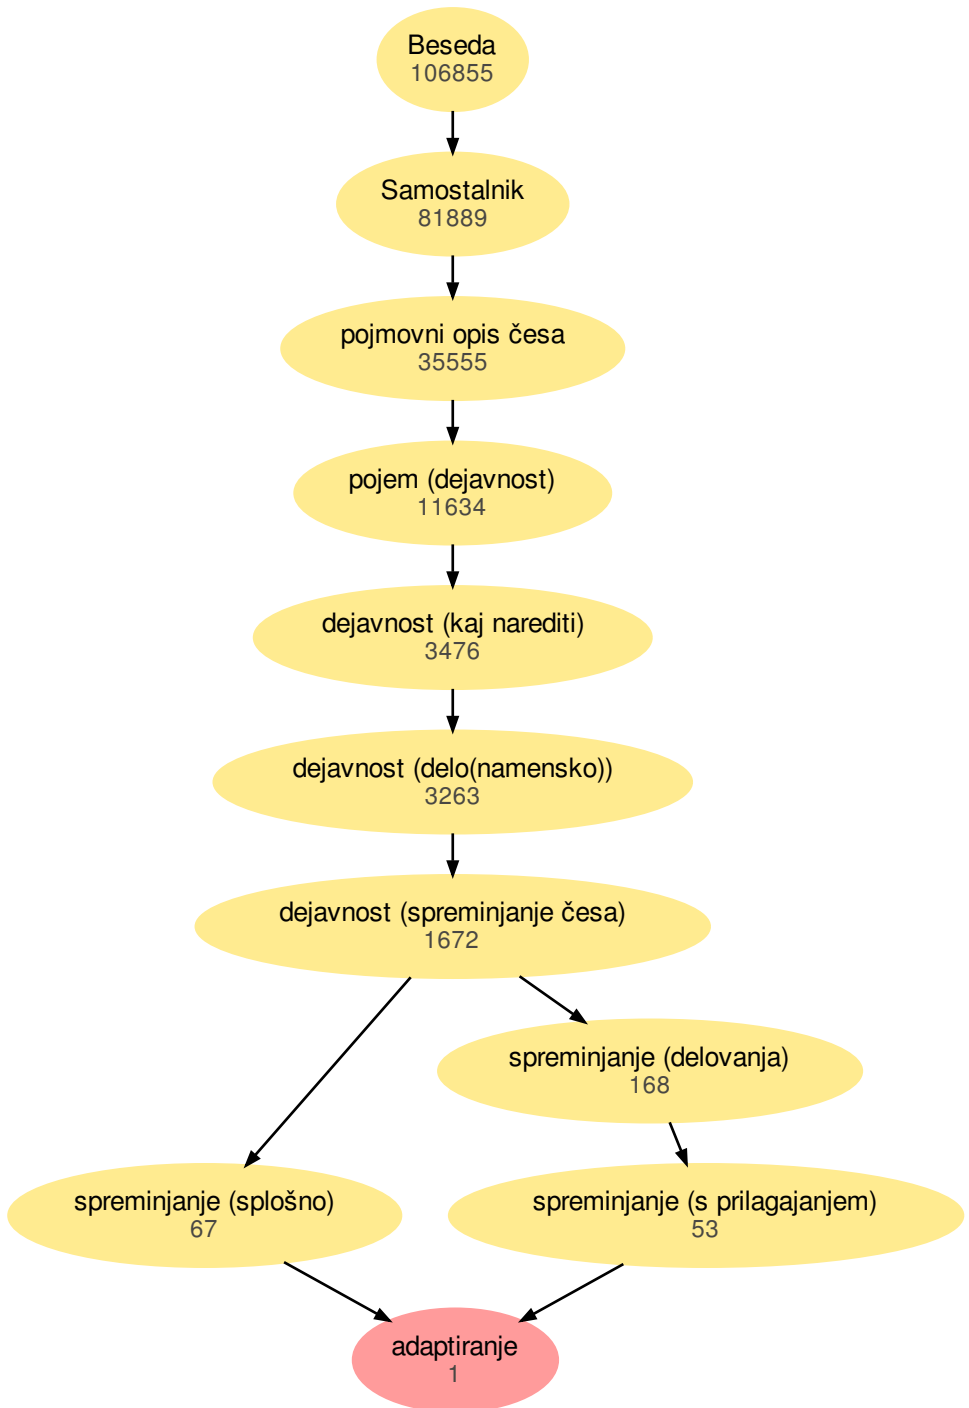 Beseda
106855
Samostalnik
81889
pojmovni opis česa
35555
pojem (dejavnost)
11634
dejavnost (kaj narediti)
3476
dejavnost (delo(namensko))
3263
dejavnost (spreminjanje česa)
1672
spreminjanje (delovanja)
168
spreminjanje (splošno)
67
spreminjanje (s prilagajanjem)
53
adaptiranje
1